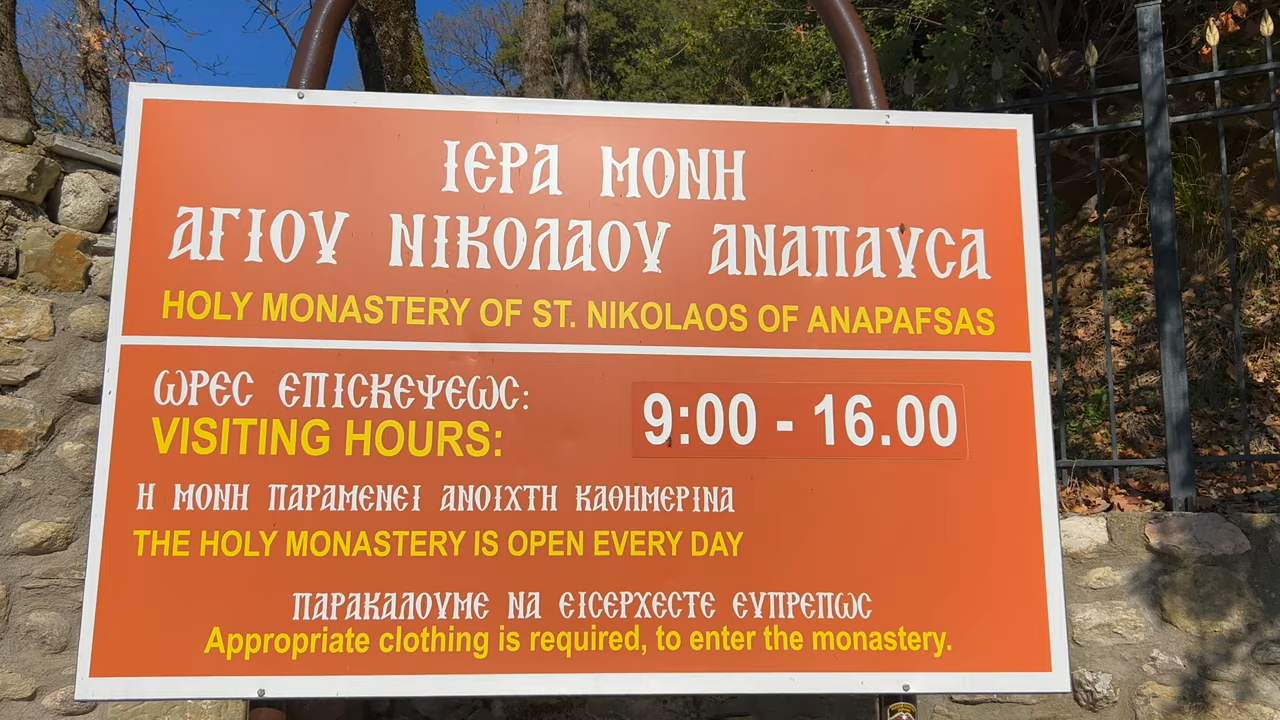 ΙΕΡΑ ΜΟΝΗ
ΑΓΙΟΥ ΝΙΚΟΛΑΟΥ ΑΝΑΠΑΥCΑ
HOLY MONASTERY OF ST. NIKOLAOS OF ANAPAFSAS
ΩΡΕC ΕΠΙCΚΕΨΕΩC:
VISITING HOURS:
9:00 - 16.00
Η ΜΟΝΗ ΠΑΡΑΜΕΝΕΙ ΑΝΟΙΧΤΗ ΚΑΘΗΜΕΡΙΝΑ
THE HOLY MONASTERY IS OPEN EVERY DAY
ΠΑΡΑΚΑΛΟΥΜΕ ΝΑ ΕΙCΕΡΧΕCΤΕ ΕΥΠΡΕΠΩC
Appropriate clothing is required, to enter the monastery.